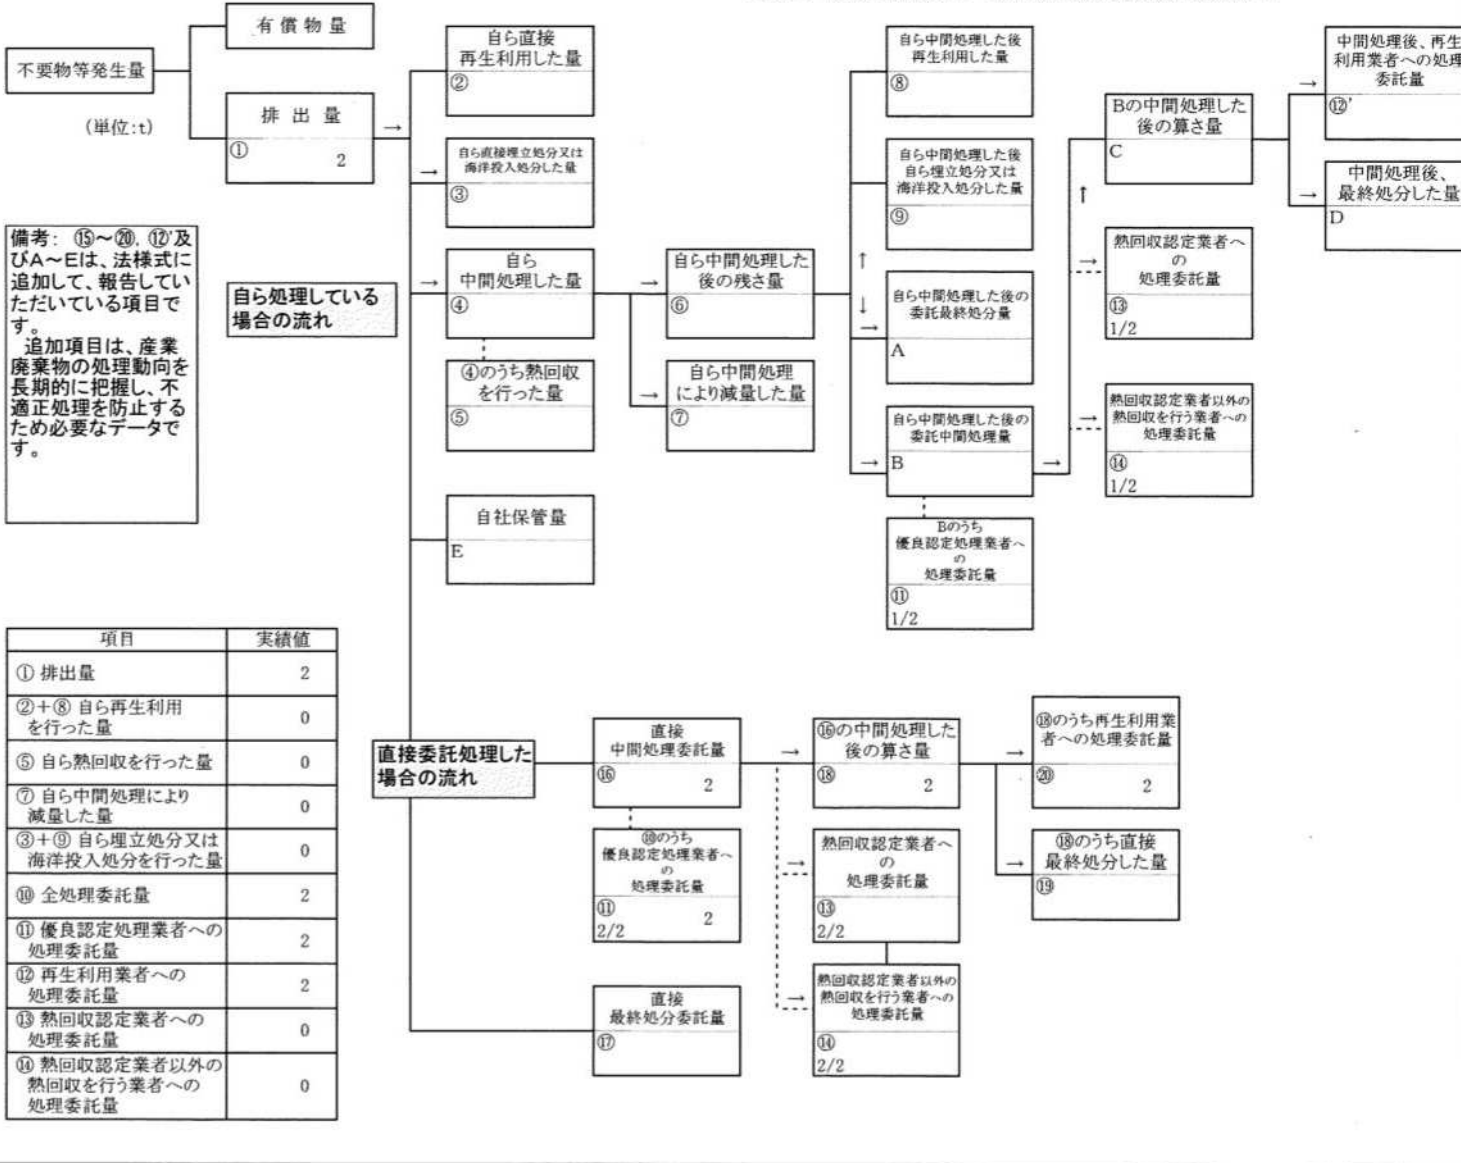 不要物等発生量
(単位:t)
有償物量
排出量
①
2
→
自ら直接
再生利用した量
②
→
自ら直接埋立処分又は
海洋投入処分した量
③
→
自ら
中間処理した量
④
④のうち熱回収
を行った量
⑤
自社保管量
E
→
自ら中間処理した
後の残さ量
⑥
→
自ら中間処理
により減量した量
⑦
自ら中間処理した後
再生利用した量
⑧
自ら中間処理した後
自ら埋立処分又は
海洋投入処分した量
⑨
↑
↓
→
自ら中間処理した後の
委託最終処分量
A
→
自ら中間処理した後の
委託中間処理量
B
Bのうち
優良認定処理業者へ
の
処理委託量
⑪
1/2
→
↑
Bの中間処理した
後の算さ量
C
→
熱回収認定業者へ
の
処理委託量
⑬
1/2
→
熱回収認定業者以外の
熱回収を行う業者への
処理委託量
⑭
1/2
→
中間処理後、再生
利用業者への処理
委託量
⑫'
→
中間処理後、
最終処分した量
D
備考: ⑮~⑳, ⑫'及
びA~Eは、法様式に
追加して、報告してい
ただいている項目で
す。
追加項目は、産業
廃棄物の処理動向を
長期的に把握し、不
適正処理を防止する
ため必要なデータで
す。
自ら処理している
場合の流れ
項目 実績値
① 排出量 2
②+⑧ 自ら再生利用
を行った量 0
⑤ 自ら熱回収を行った量 0
⑦ 自ら中間処理により
減量した量 0
③+⑨ 自ら埋立処分又は
海洋投入処分を行った量 0
⑩ 全処理委託量 2
⑪ 優良認定処理業者への
処理委託量 2
⑫ 再生利用業者への
処理委託量 2
⑬ 熱回収認定業者への
処理委託量 0
⑭ 熱回収認定業者以外の
熱回収を行う業者への
処理委託量 0
直接委託処理した
場合の流れ
直接
中間処理委託量
⑯
2
⑩のうち
優良認定処理業者へ
の
処理委託量
⑪
2/2
2
直接
最終処分委託量
⑰
→
⑯の中間処理した
後の算さ量
⑱
2
→
熱回収認定業者へ
の
処理委託量
⑬
2/2
→
熱回収認定業者以外の
熱回収を行う業者への
処理委託量
⑭
2/2
→
⑱のうち再生利用業
者への処理委託量
⑳
2
→
⑱のうち直接
最終処分した量
⑲